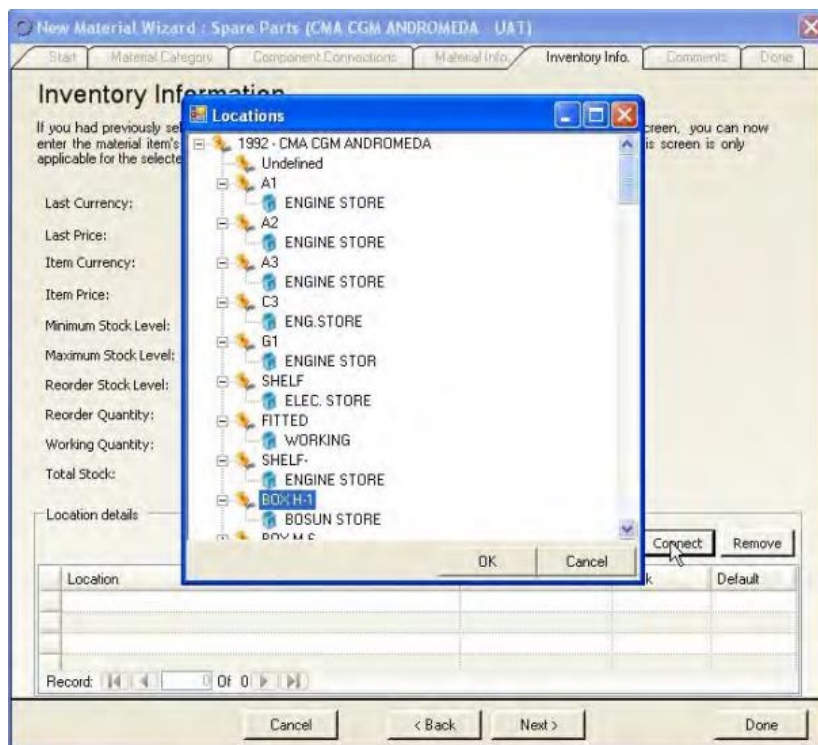 New Material Wizard : Spare Parts (CMA CGM ANDROMEDA - UAT)
Start Material Category Component Connections Material Info. Inventory Info. Comments Done
Inventory Information
Locations
If you had previously sel creen, you can now
enter the material item's is screen is only
applicable for the selecte
1992 - CMA CGM ANDROMEDA
Undefined
A1
ENGINE STORE
A2
ENGINE STORE
A3
ENGINE STORE
C3
ENG.STORE
G1
ENGINE STOR
SHELF
ELEC. STORE
FITTED
WORKING
SHELF-
ENGINE STORE
BOX H-1
BOSUN STORE
OK Cancel
Last Currency:
Last Price:
Item Currency:
Item Price:
Minimum Stock Level:
Maximum Stock Level:
Reorder Stock Level:
Reorder Quantity:
Working Quantity:
Total Stock:
Location details
Connect Remove
Location k Default
Record: 0 Of 0
Cancel < Back Next > Done